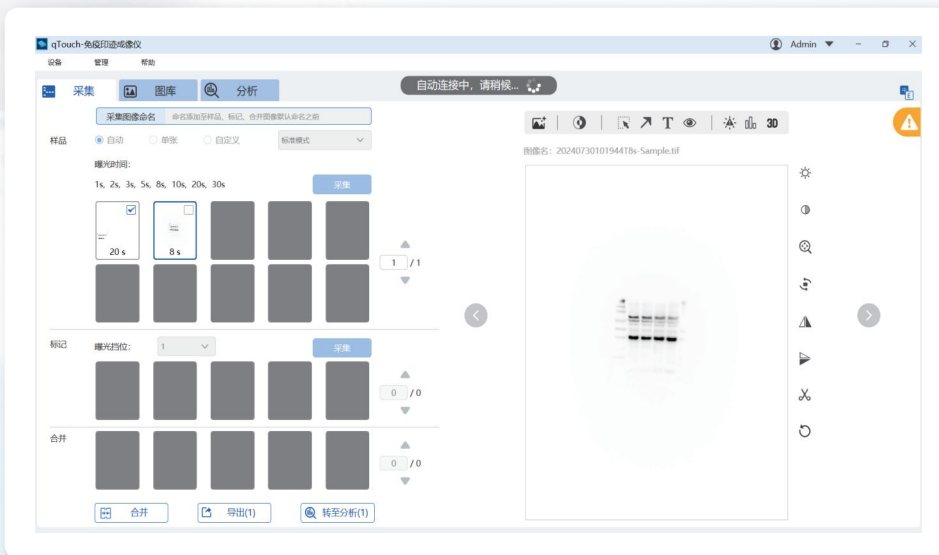 qTouch-免疫印迹成像仪
Admin
设备 管理 帮助
采集 图库 分析
自动连接中，请稍候...
采集图像命名 命名添加至样品、标记、合并图像默认命名之前
样品 自动 单张 自定义 标准模式
曝光时间:
1s, 2s, 3s, 5s, 8s, 10s, 20s, 30s 采集
20 s 8 s
1 / 1
标记 曝光挡位: 1 采集
0 / 0
合并
0 / 0
合并 导出(1) 转至分析(1)
T 3D
图像名: 20240730101944T8s-Sample.tif